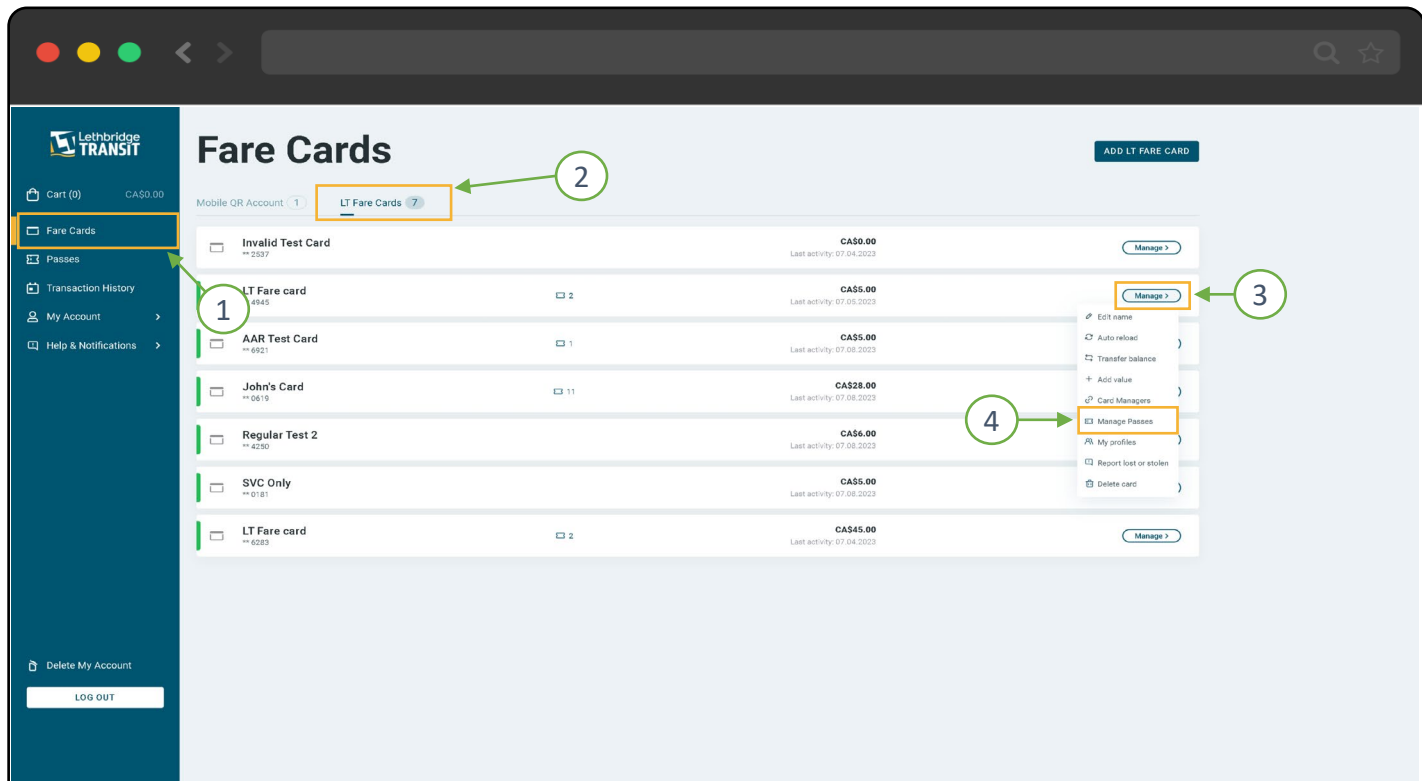 Lethbridge
TRANSIT
Cart (0) CA$0.00
Fare Cards
Passes
Transaction History
My Account >
Help & Notifications >
Delete My Account
LOG OUT
Fare Cards
ADD LT FARE CARD
Mobile QR Account 1 LT Fare Cards 7
1
2
3
4
Invalid Test Card
** 2537
CA$0.00
Last activity: 07.04.2023
Manage >
LT Fare card
4945
2
CA$5.00
Last activity: 07.05.2023
Manage >
Edit name
Auto reload
Transfer balance
Add value
Card Managers
Manage Passes
My profiles
Report lost or stolen
Delete card
AAR Test Card
** 6921
1
CA$5.00
Last activity: 07.08.2023
John's Card
** 0619
11
CA$28.00
Last activity: 07.08.2023
Regular Test 2
** 4250
CA$6.00
Last activity: 07.08.2023
SVC Only
** 0181
CA$5.00
Last activity: 07.08.2023
LT Fare card
** 6283
2
CA$45.00
Last activity: 07.04.2023
Manage >